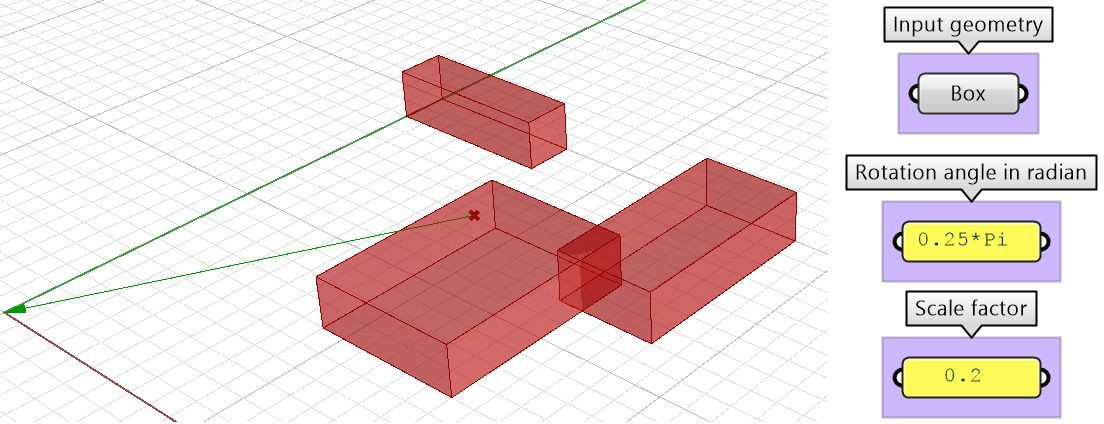 Input geometry
Box
Rotation angle in radian
0.25*Pi
Scale factor
0.2